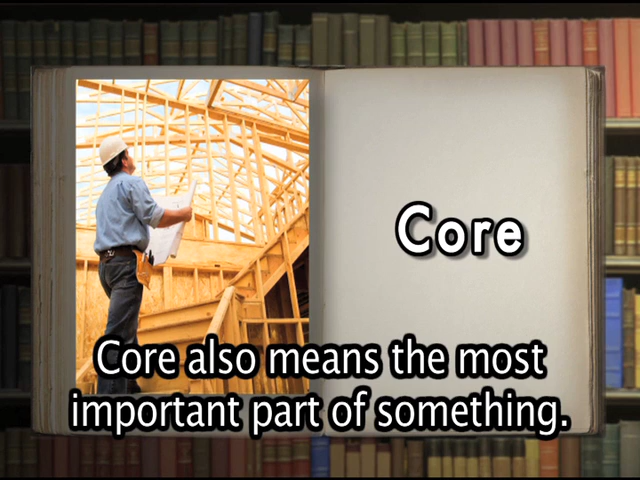 Core
Core also means the most
important part of something.